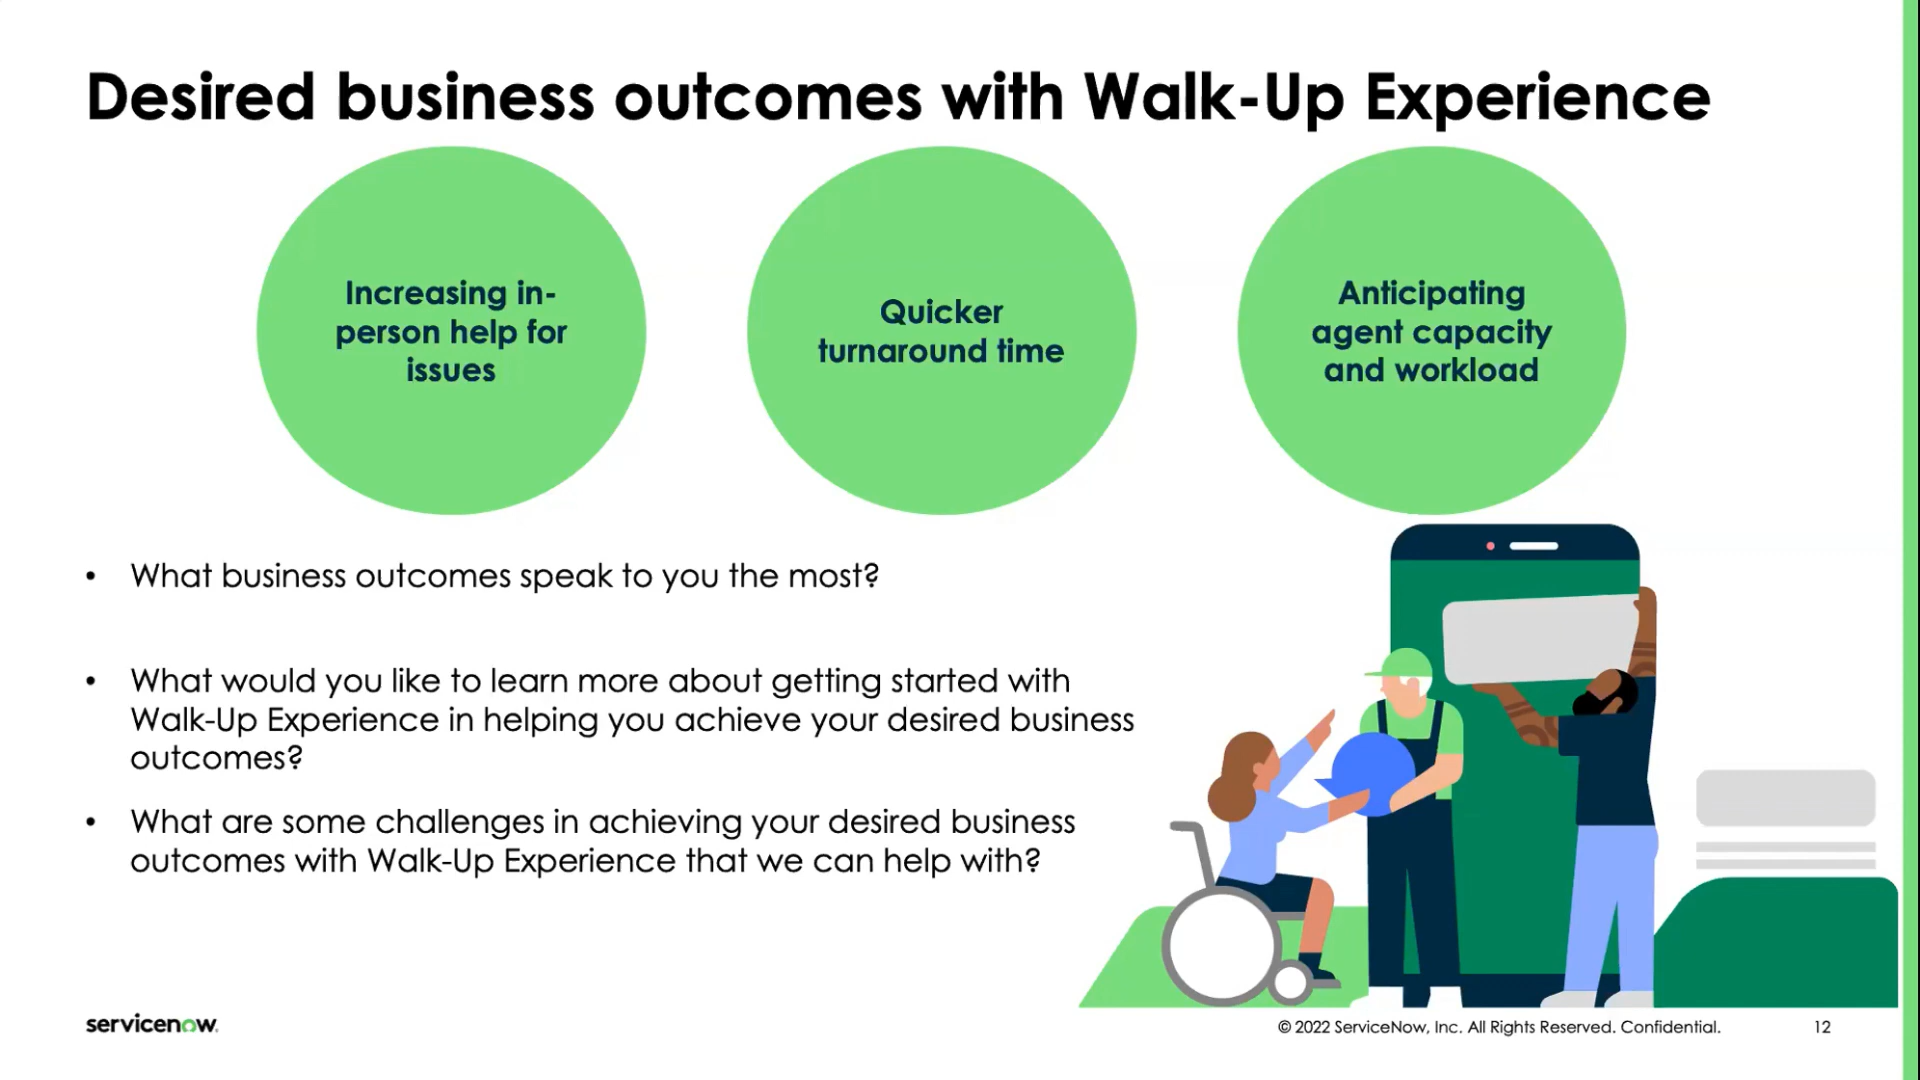 Desired business outcomes with Walk-Up Experience
Increasing in-
person help for
issues
Quicker
turnaround time
Anticipating
agent capacity
and workload
• What business outcomes speak to you the most?
• What would you like to learn more about getting started with
Walk-Up Experience in helping you achieve your desired business
outcomes?
• What are some challenges in achieving your desired business
outcomes with Walk-Up Experience that we can help with?
servicenow.
© 2022 ServiceNow, Inc. All Rights Reserved. Confidential.
12